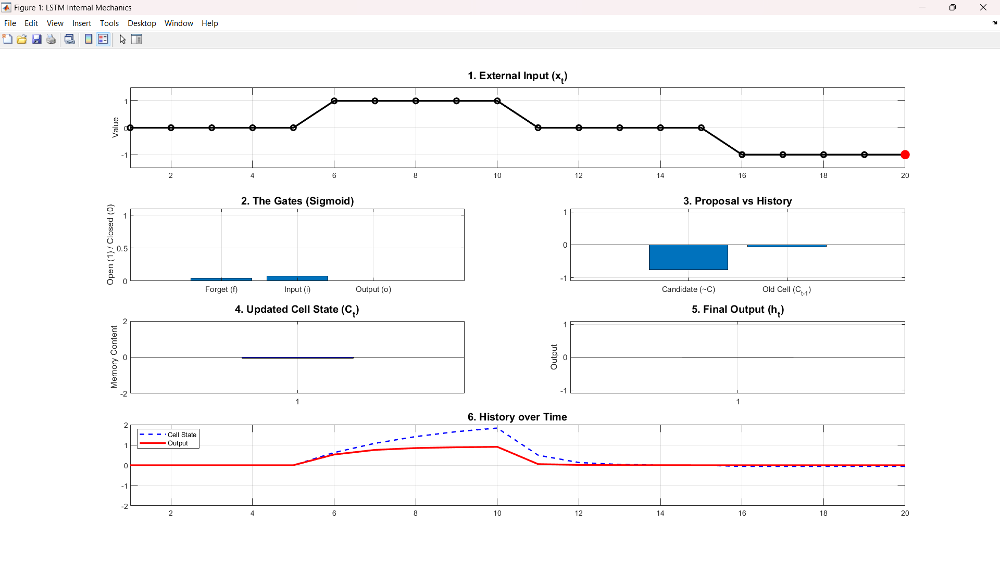 Figure 1: LSTM Internal Mechanics
File Edit View Insert Tools Desktop Window Help
1. External Input (xt)
Value
1
0
-1
2 4 6 8 10 12 14 16 18 20
2. The Gates (Sigmoid)
Open (1) / Closed (0)
1
0.5
0
Forget (f) Input (i) Output (o)
3. Proposal vs History
1
0
-1
Candidate (~C) Old Cell (Ct-1)
4. Updated Cell State (Ct)
Memory Content
2
0
-2
1
5. Final Output (ht)
Output
1
0
-1
1
6. History over Time
2
1
0
-1
-2
Cell State
Output
2 4 6 8 10 12 14 16 18 20